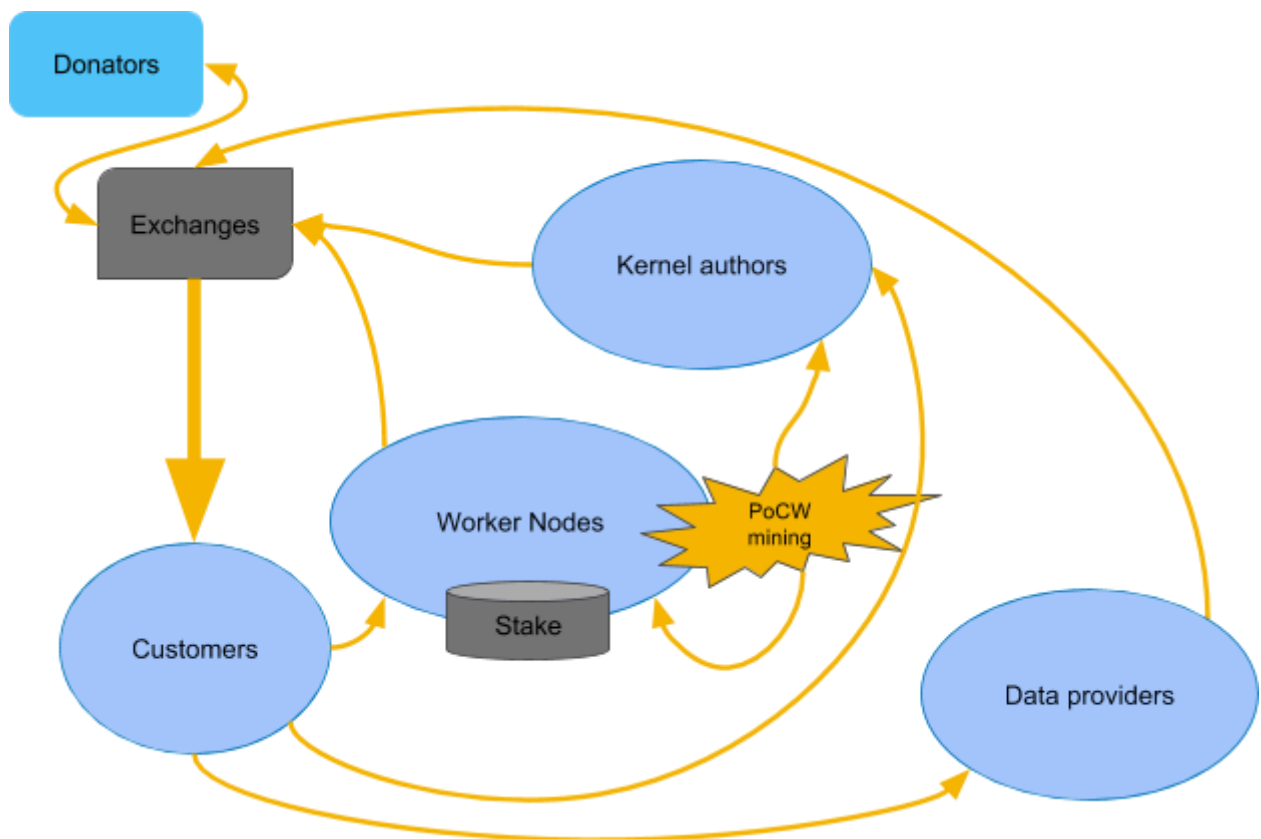 Donators
Exchanges
Kernel authors
Worker Nodes
PoCW
mining
Stake
Customers
Data providers